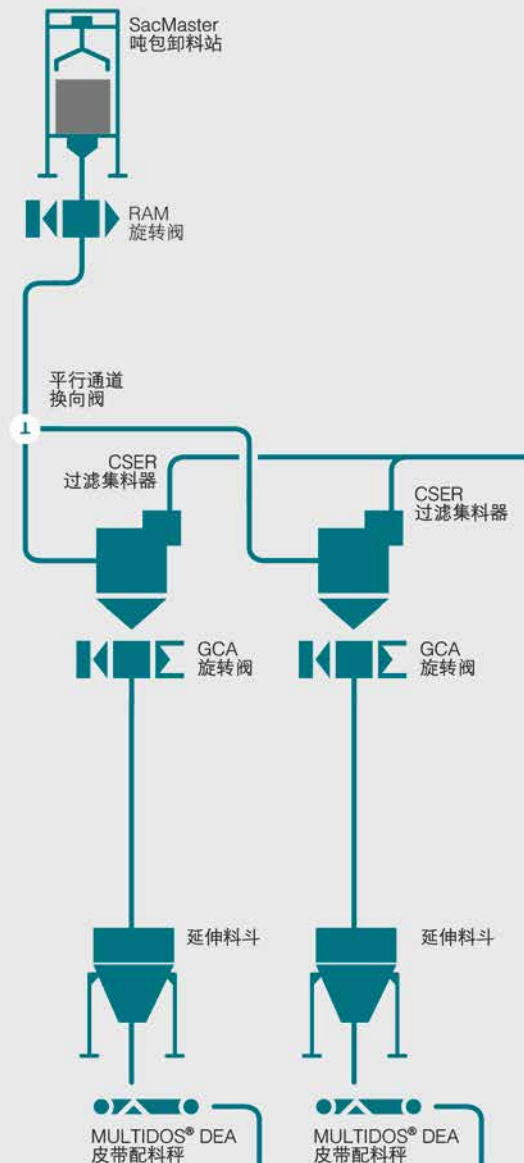 SacMaster
吨包卸料站
RAM
旋转阀
平行通道
换向阀
CSER
过滤集料器
CSER
过滤集料器
GCA
旋转阀
GCA
旋转阀
延伸料斗
延伸料斗
MULTIDOS® DEA
皮带配料秤
MULTIDOS® DEA
皮带配料秤